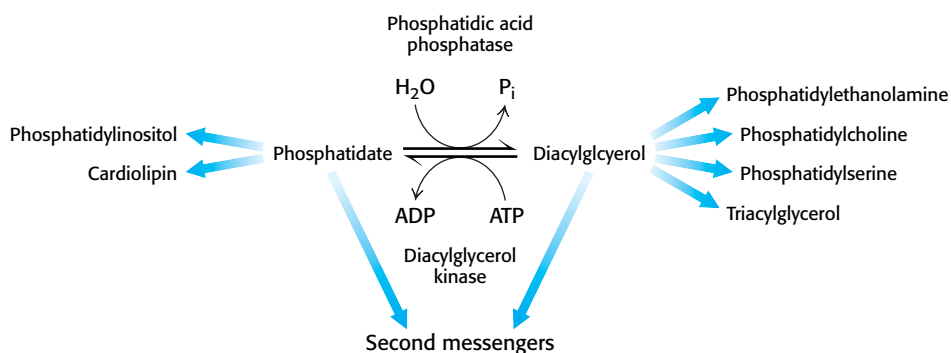 Phosphatidic acid
phosphatase
H₂O
Pᵢ
Phosphatidylinositol
Cardiolipin
Phosphatidate
Diacylglcyerol
Phosphatidylethanolamine
Phosphatidylcholine
Phosphatidylserine
Triacylglycerol
ADP
ATP
Diacylglycerol
kinase
Second messengers